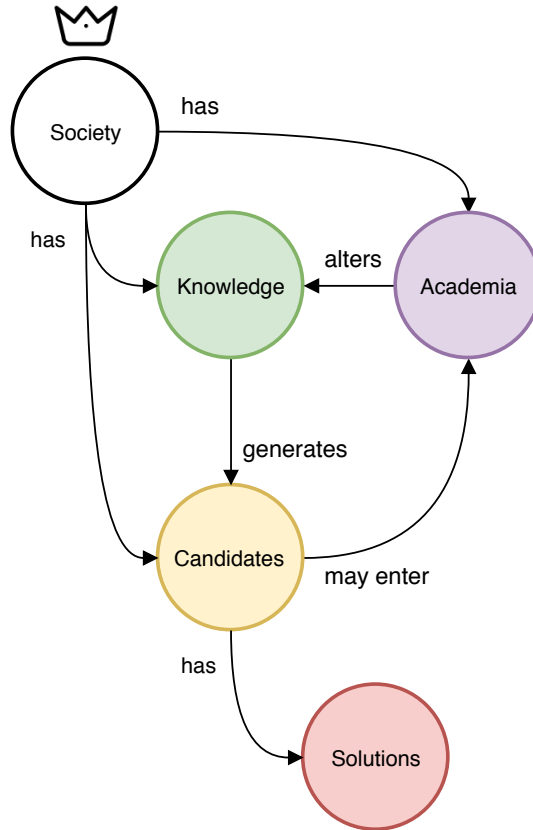 has
Society
has
Knowledge
alters
Academia
generates
Candidates
may enter
has
Solutions